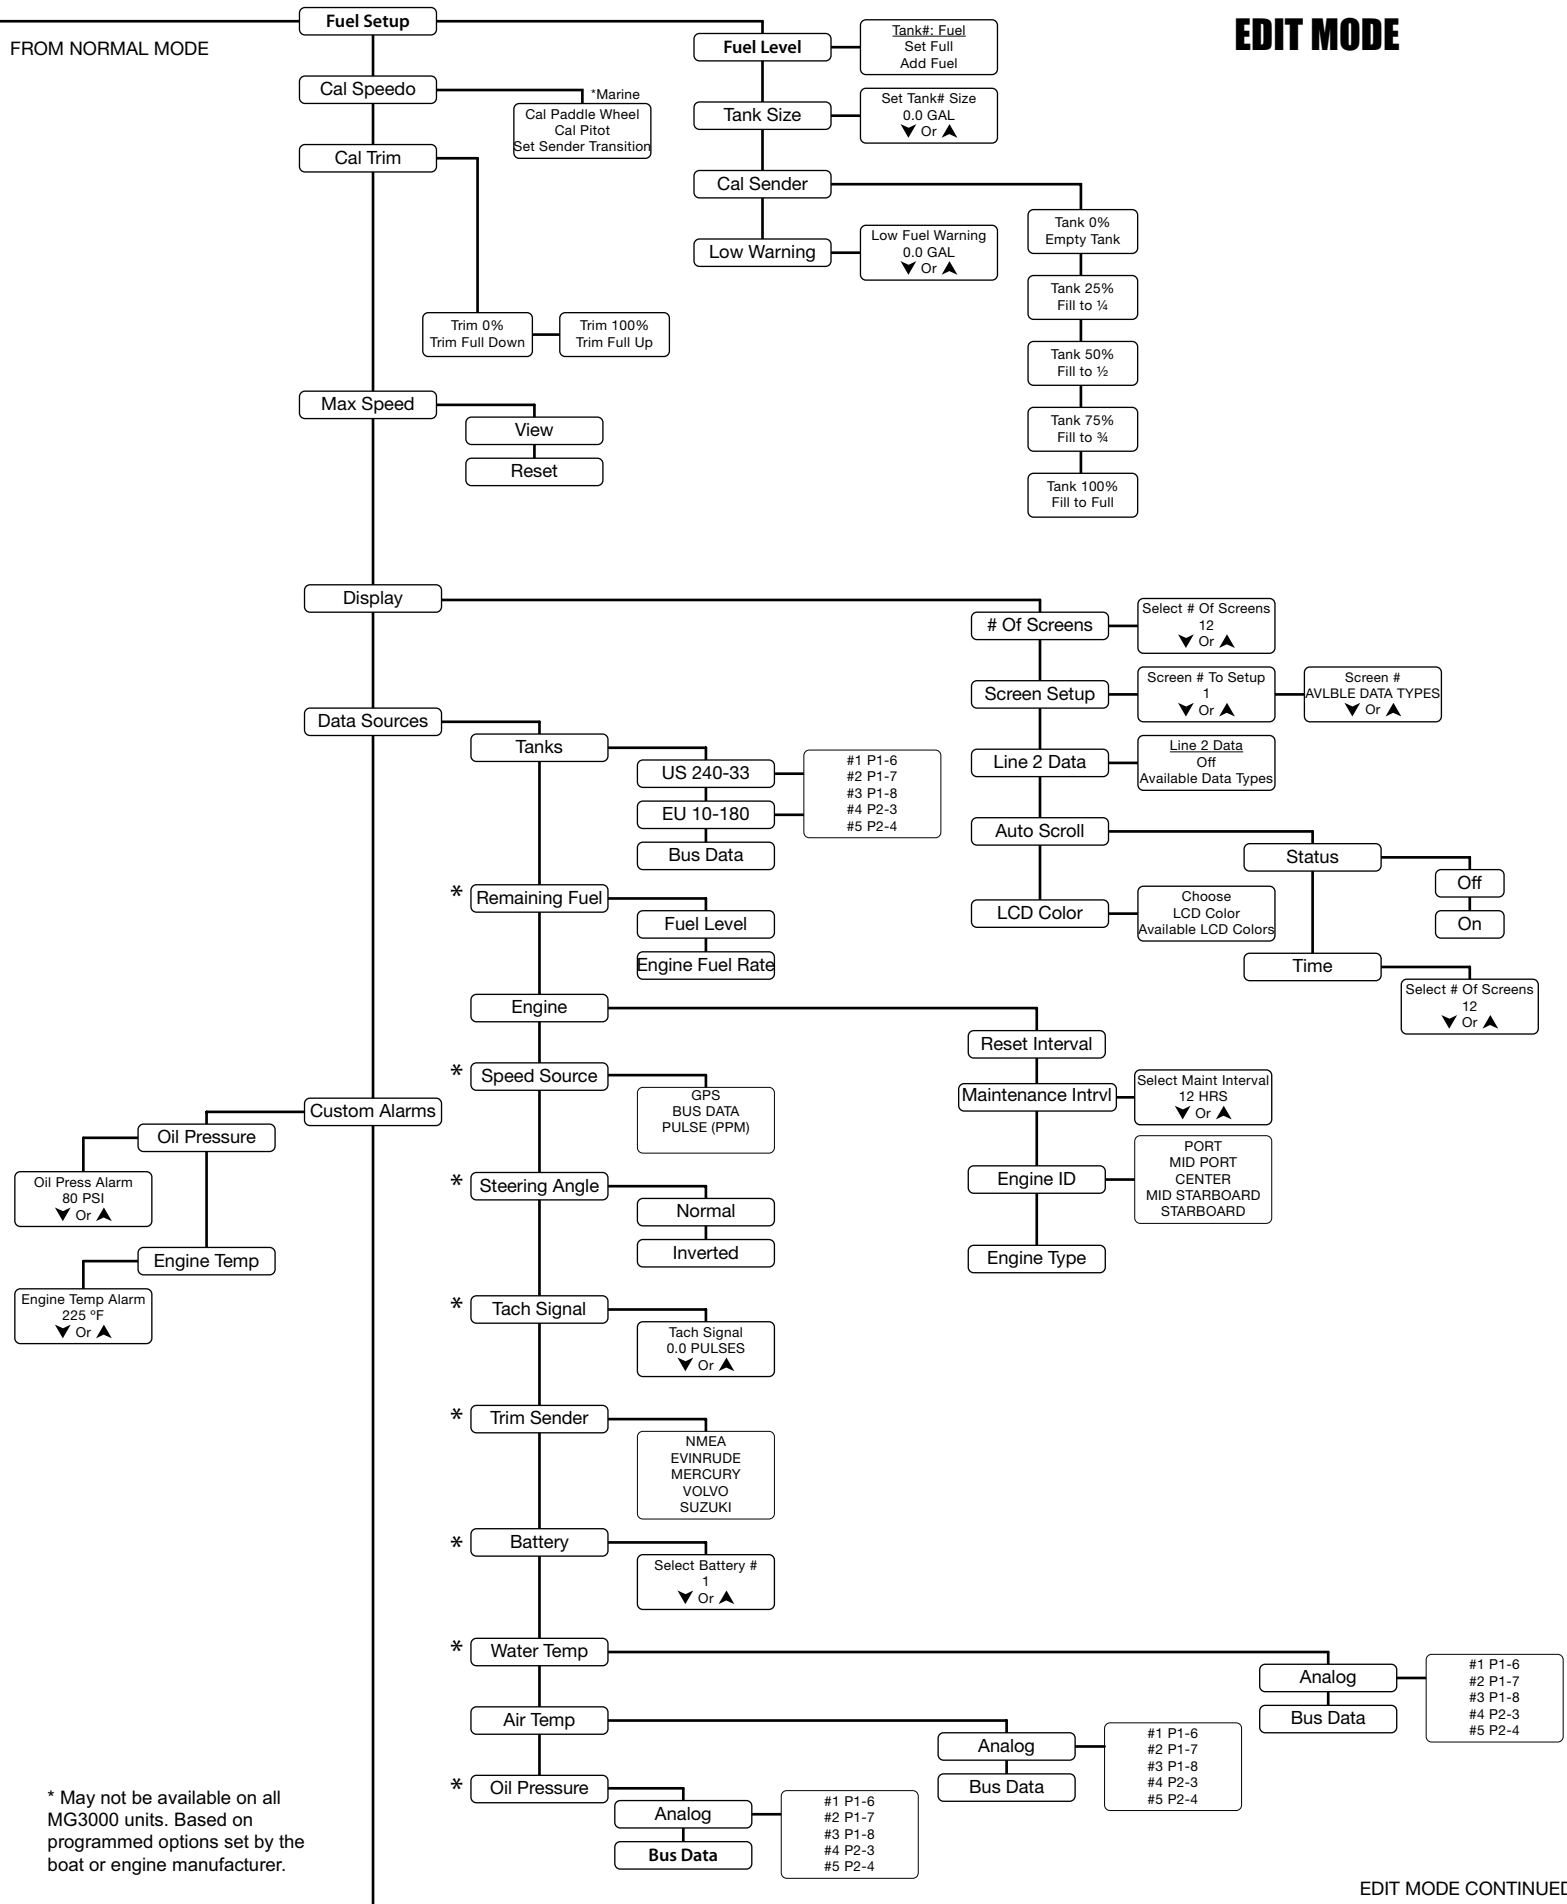 EDIT MODE
FROM NORMAL MODE
Fuel Setup
Fuel Level
Tank#: Fuel
Set Full
Add Fuel
Tank Size
Set Tank# Size
0.0 GAL
Or
Cal Sender
Tank 0%
Empty Tank
Tank 25%
Fill to ¼
Tank 50%
Fill to ½
Tank 75%
Fill to ¾
Tank 100%
Fill to Full
Low Warning
Low Fuel Warning
0.0 GAL
Or
Cal Speedo
*Marine
Cal Paddle Wheel
Cal Pitot
Set Sender Transition
Cal Trim
Trim 0%
Trim Full Down
Trim 100%
Trim Full Up
Max Speed
View
Reset
Display
# Of Screens
Select # Of Screens
12
Or
Screen Setup
Screen # To Setup
1
Or
Screen #
AVLBLE DATA TYPES
Or
Line 2 Data
Line 2 Data
Off
Available Data Types
Auto Scroll
Status
Off
On
Time
Select # Of Screens
12
Or
LCD Color
Choose
LCD Color
Available LCD Colors
Data Sources
Tanks
US 240-33
EU 10-180
Bus Data
#1 P1-6
#2 P1-7
#3 P1-8
#4 P2-3
#5 P2-4
* Remaining Fuel
Fuel Level
Engine Fuel Rate
Engine
Reset Interval
Maintenance Intrvl
Select Maint Interval
12 HRS
Or
Engine ID
PORT
MID PORT
CENTER
MID STARBOARD
STARBOARD
Engine Type
* Speed Source
GPS
BUS DATA
PULSE (PPM)
* Steering Angle
Normal
Inverted
* Tach Signal
Tach Signal
0.0 PULSES
Or
* Trim Sender
NMEA
EVINRUDE
MERCURY
VOLVO
SUZUKI
* Battery
Select Battery #
1
Or
* Water Temp
Analog
Bus Data
#1 P1-6
#2 P1-7
#3 P1-8
#4 P2-3
#5 P2-4
Air Temp
Analog
Bus Data
#1 P1-6
#2 P1-7
#3 P1-8
#4 P2-3
#5 P2-4
* Oil Pressure
Analog
Bus Data
#1 P1-6
#2 P1-7
#3 P1-8
#4 P2-3
#5 P2-4
Custom Alarms
Oil Pressure
Oil Press Alarm
80 PSI
Or
Engine Temp
Engine Temp Alarm
225 ºF
Or
* May not be available on all
MG3000 units. Based on
programmed options set by the
boat or engine manufacturer.
EDIT MODE CONTINUED